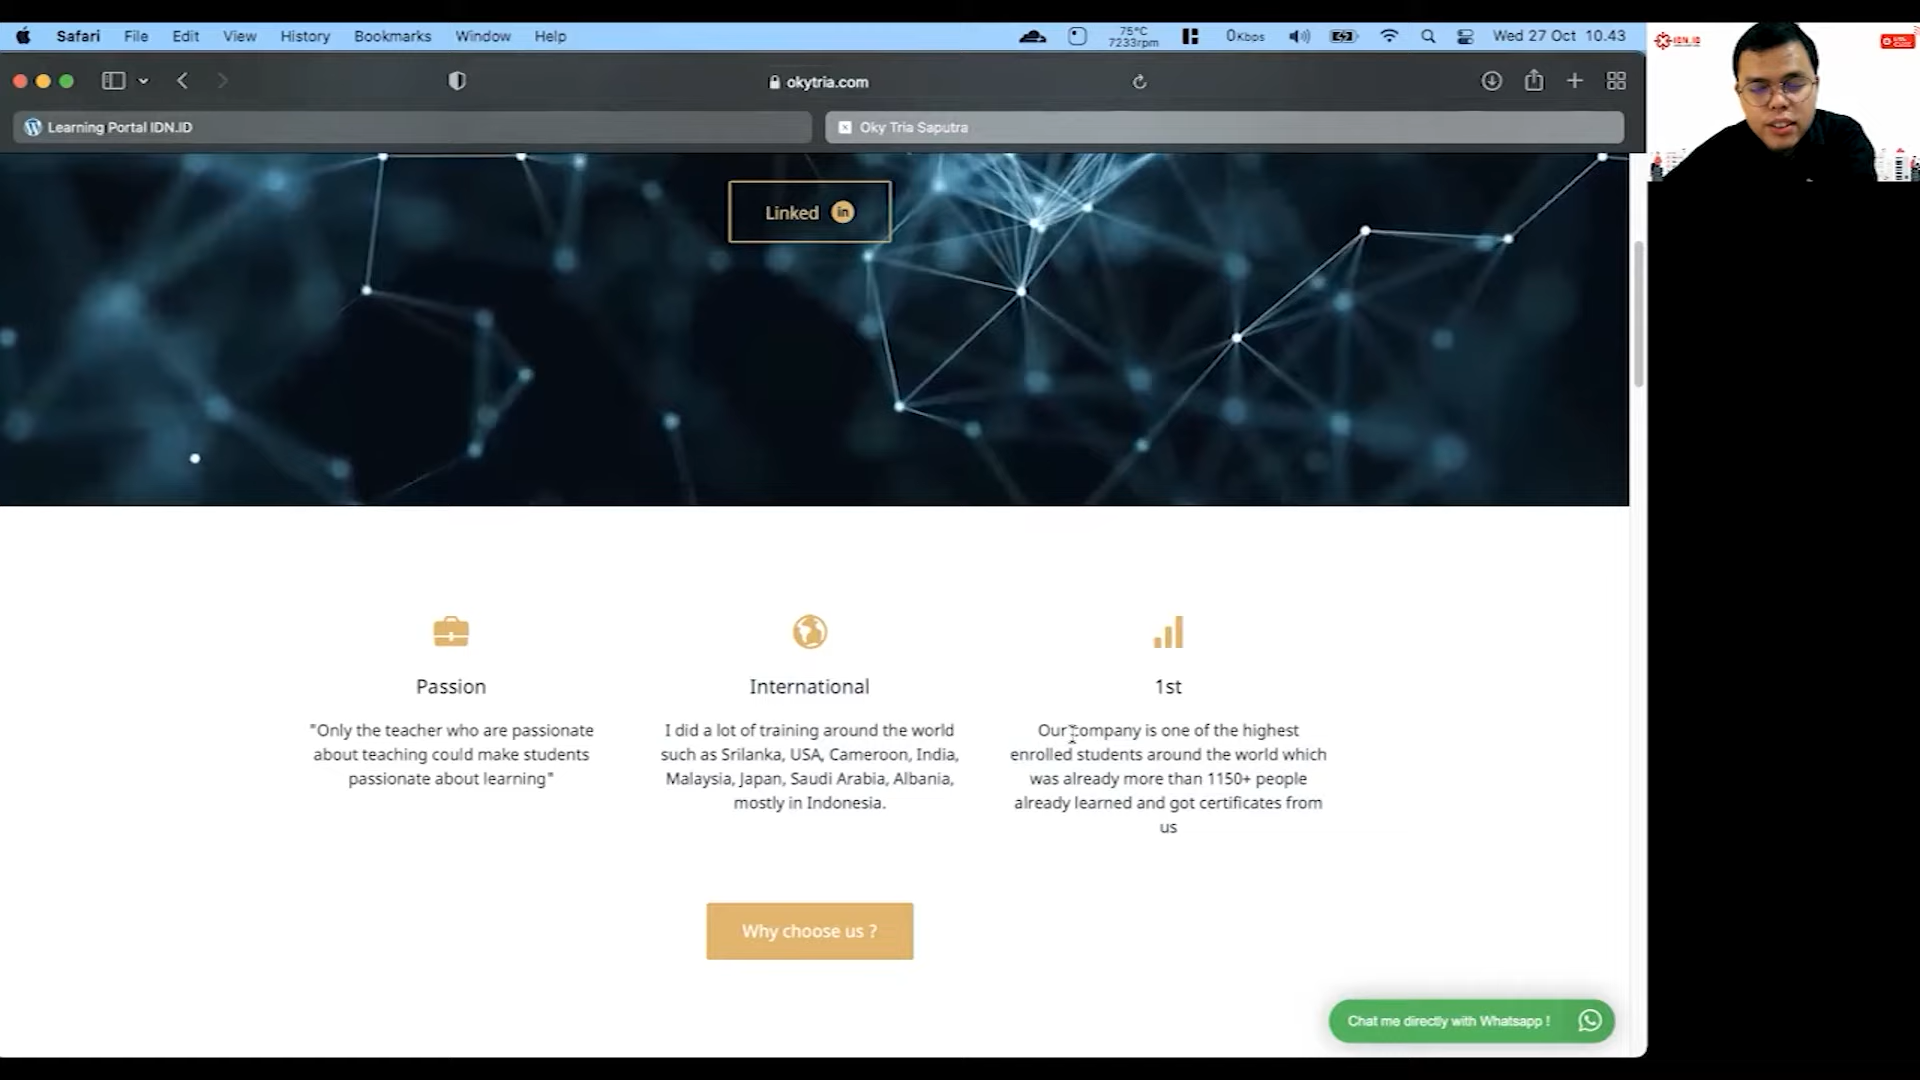 Safari File Edit View History Bookmarks Window Help 75°C 7233rpm 0KBPS Wed 27 Oct 10.43
okytria.com
Learning Portal IDN.ID
Oky Tria Saputra
IDN.ID
Linked in
Passion
"Only the teacher who are passionate
about teaching could make students
passionate about learning"
International
I did a lot of training around the world
such as Srilanka, USA, Cameroon, India,
Malaysia, Japan, Saudi Arabia, Albania,
mostly in Indonesia.
1st
Our company is one of the highest
enrolled students around the world which
was already more than 1150+ people
already learned and got certificates from
us
Why choose us ?
Chat me directly with Whatsapp !